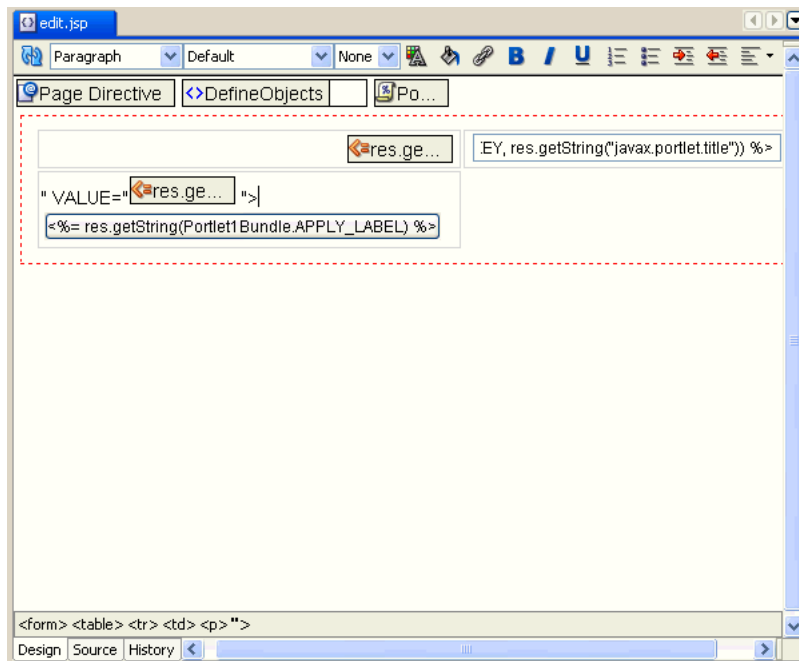 edit.jsp
Paragraph Default None B I U
Page Directive <>DefineObjects Po...
res.ge... :EY, res.getString("javax.portlet.title")) %>
" VALUE=" res.ge... ">
<%= res.getString(Portlet1Bundle.APPLY_LABEL) %>
<form> <table> <tr> <td> <p> ">
Design Source History